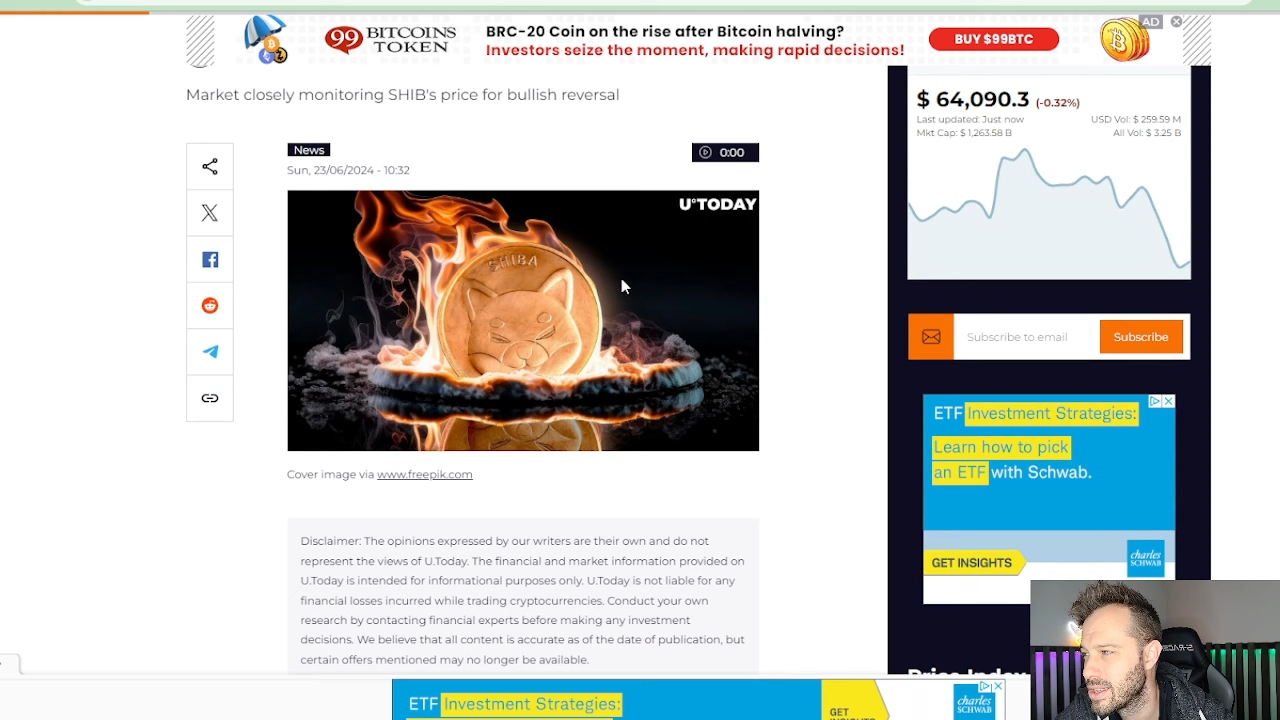 99 BITCOINS
TOKEN
BRC-20 Coin on the rise after Bitcoin halving?
Investors seize the moment, making rapid decisions!
BUY $99BTC
AD
Market closely monitoring SHIB's price for bullish reversal
News
0:00
Sun, 23/06/2024 - 10:32
U°TODAY
SHIBA
Cover image via www.freepik.com
Disclaimer: The opinions expressed by our writers are their own and do not
represent the views of U.Today. The financial and market information provided on
U.Today is intended for informational purposes only. U.Today is not liable for any
financial losses incurred while trading cryptocurrencies. Conduct your own
research by contacting financial experts before making any investment
decisions. We believe that all content is accurate as of the date of publication, but
certain offers mentioned may no longer be available.
$ 64,090.3 (-0.32%)
Last updated: Just now
USD Vol: $ 259.59 M
Mkt Cap: $ 1,263.58 B
All Vol: $ 3.25 B
Subscribe to email
Subscribe
ETF Investment Strategies:
Learn how to pick
an ETF with Schwab.
GET INSIGHTS
charles
SCHWAB
Price Index
ETF Investment Strategies:
GET
charles
SCHWAB